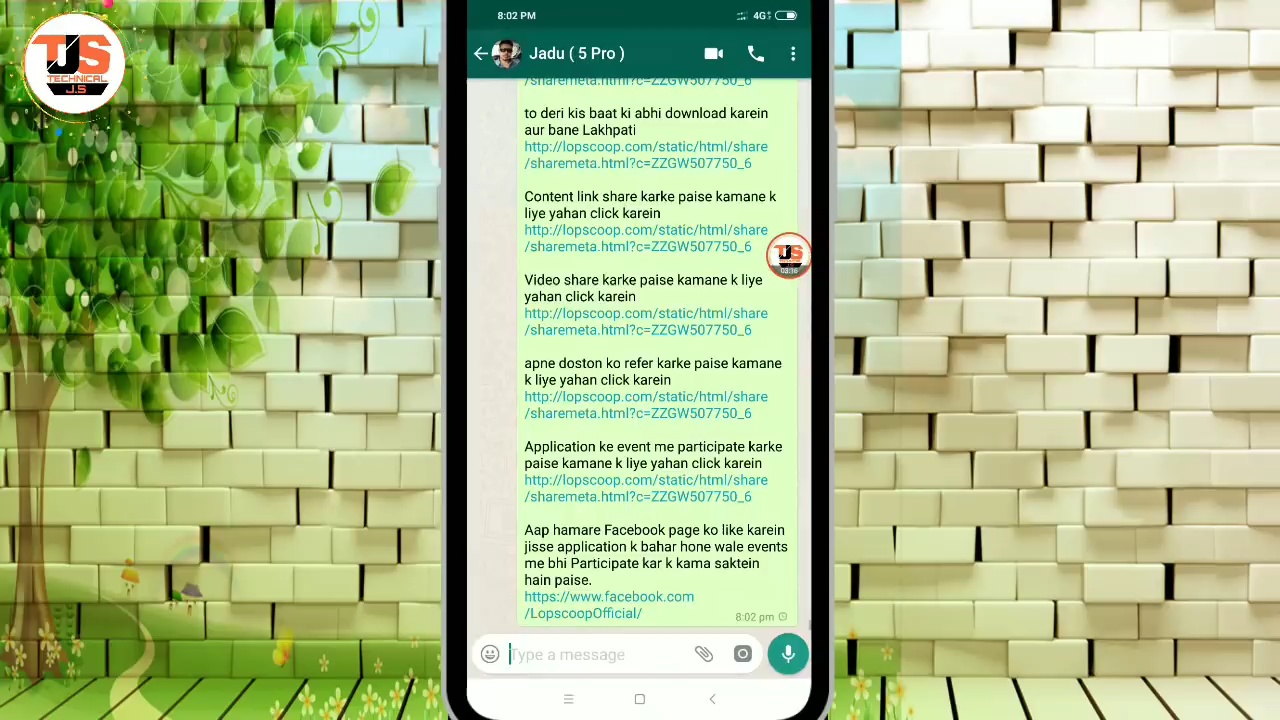 TJS
TECHNICAL
J.S
8:02 PM
4G
Jadu ( 5 Pro )
/sharemeta.html?c=ZZGW507750_6
to deri kis baat ki abhi download karein
aur bane Lakhpati
http://lopscoop.com/static/html/share
/sharemeta.html?c=ZZGW507750_6
Content link share karke paise kamane k
liye yahan click karein
http://lopscoop.com/static/html/share
/sharemeta.html?c=ZZGW507750_6
TJS
03:16
Video share karke paise kamane k liye
yahan click karein
http://lopscoop.com/static/html/share
/sharemeta.html?c=ZZGW507750_6
apne doston ko refer karke paise kamane
k liye yahan click karein
http://lopscoop.com/static/html/share
/sharemeta.html?c=ZZGW507750_6
Application ke event me participate karke
paise kamane k liye yahan click karein
http://lopscoop.com/static/html/share
/sharemeta.html?c=ZZGW507750_6
Aap hamare Facebook page ko like karein
jisse application k bahar hone wale events
me bhi Participate kar k kama saktein
hain paise.
https://www.facebook.com
/LopscoopOfficial/
8:02 pm
Type a message